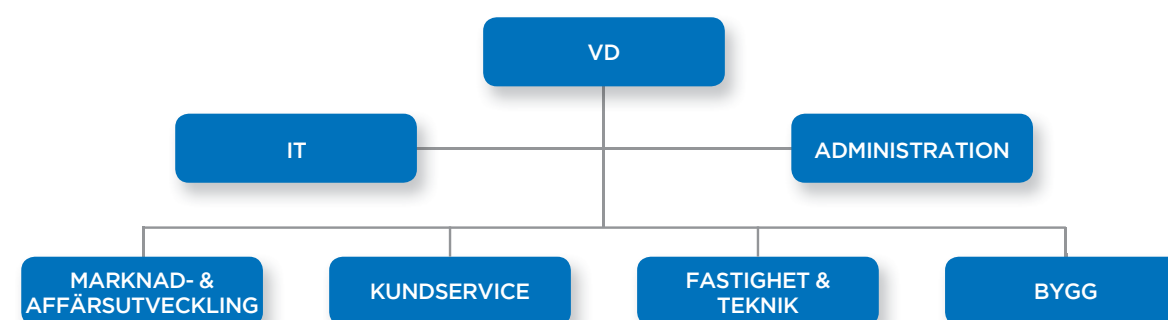 VD
IT
ADMINISTRATION
MARKNAD- &
AFFÄRSUTVECKLING
KUNDSERVICE
FASTIGHET &
TEKNIK
BYGG